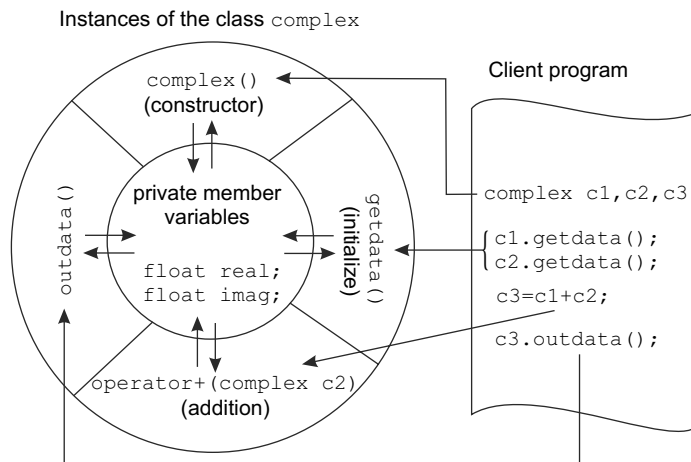 Instances of the class complex
complex()
(constructor)
outdata()
private member
variables
float real;
float imag;
getdata()
(initialize)
operator+(complex c2)
(addition)
Client program
complex c1,c2,c3
c1.getdata();
c2.getdata();
c3=c1+c2;
c3.outdata();